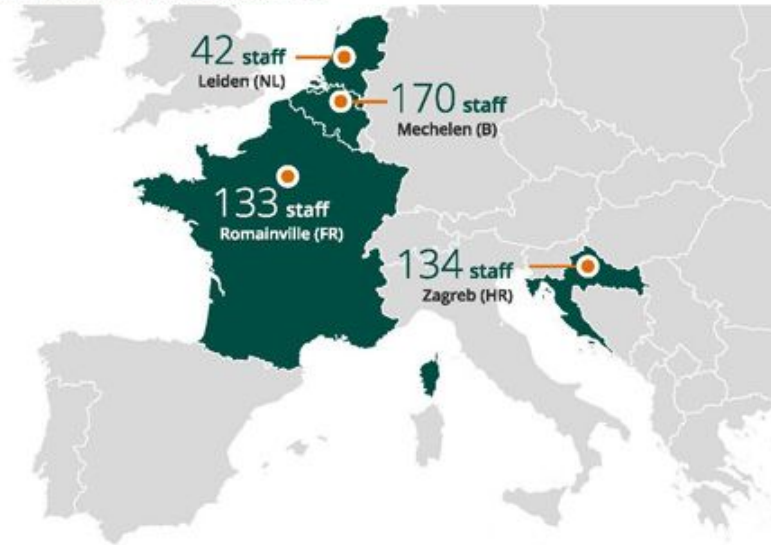 42 staff
Leiden (NL)
170 staff
Mechelen (B)
133 staff
Romainville (FR)
134 staff
Zagreb (HR)